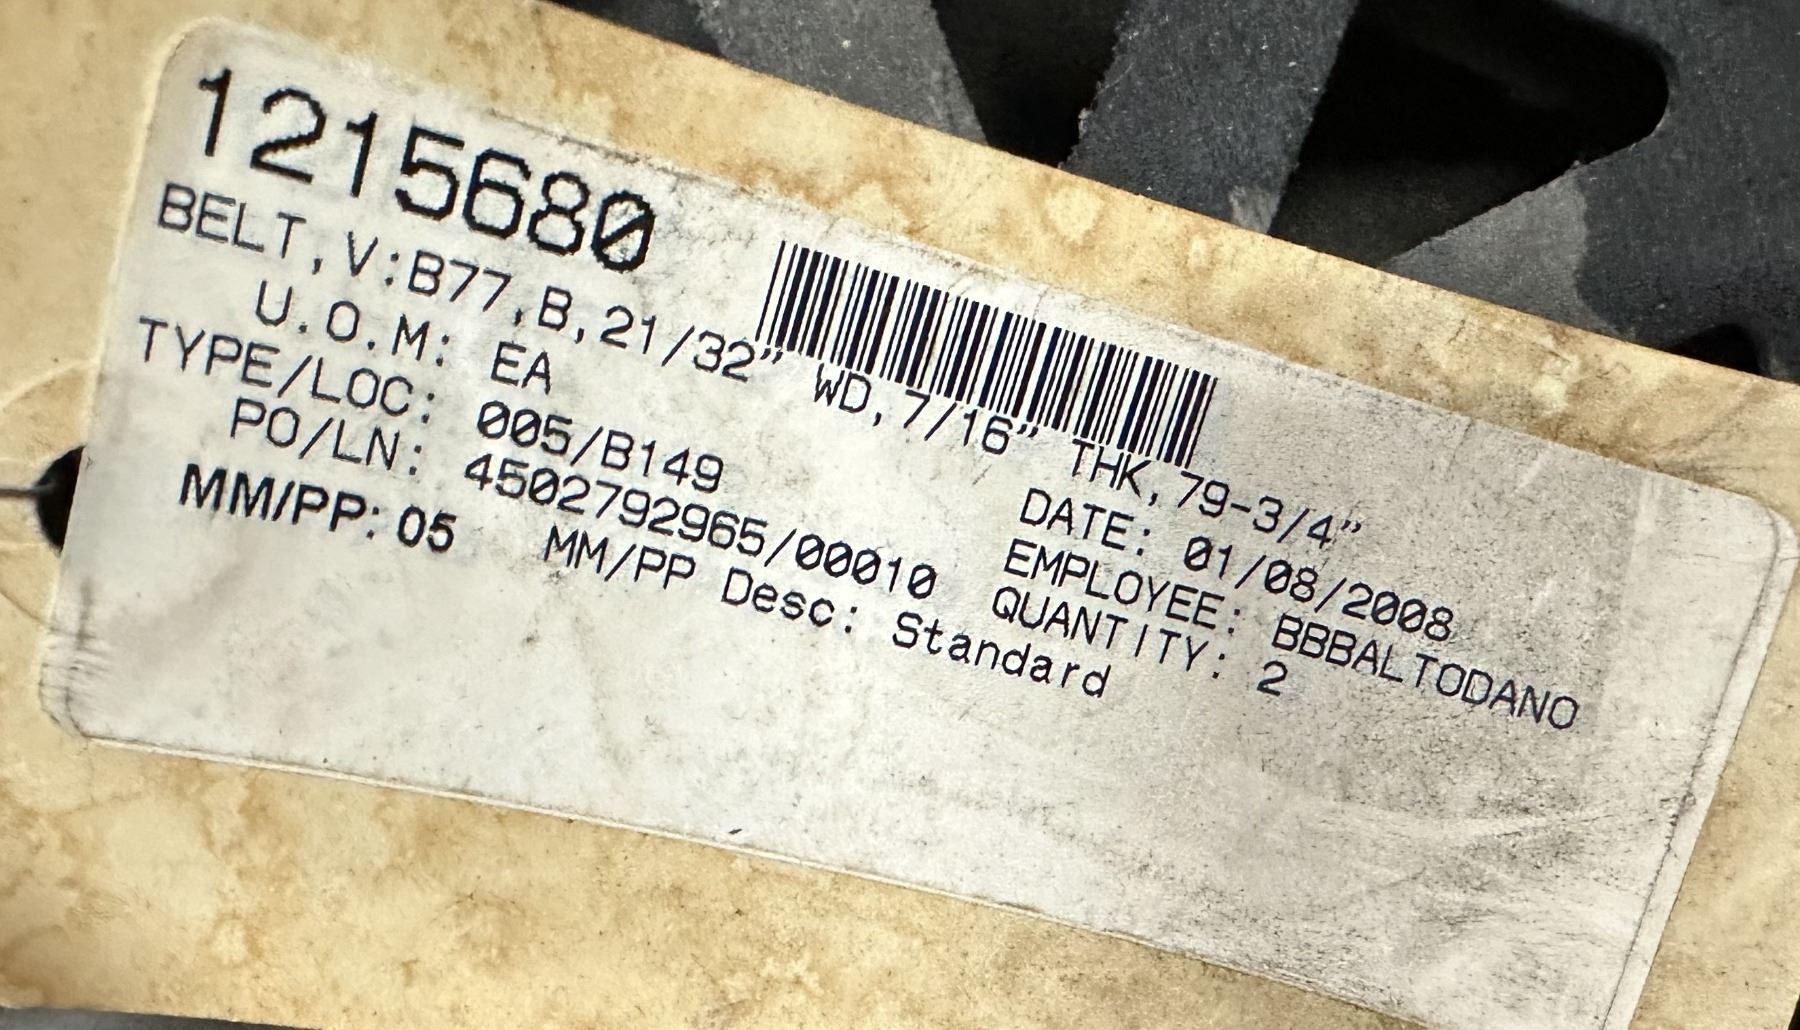 1215680
BELT,V:B77,B,21/32” WD,7/16” THK,79-3/4”
U.O.M: EA DATE: 01/08/2008
TYPE/LOC: 005/B149 EMPLOYEE: BBBALTODANO
PO/LN: 4502792965/00010 QUANTITY: 2
MM/PP: 05 MM/PP Desc: Standard